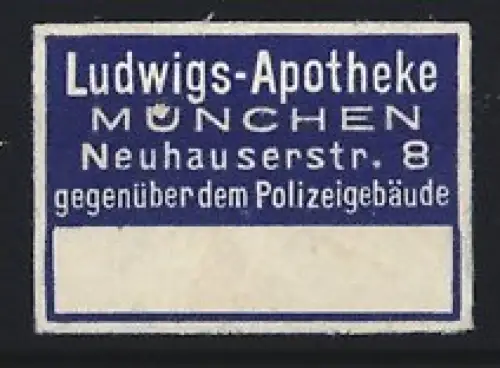 Ludwigs-Apotheke
MÜNCHEN
Neuhauserstr. 8
gegenüber dem Polizeigebäude